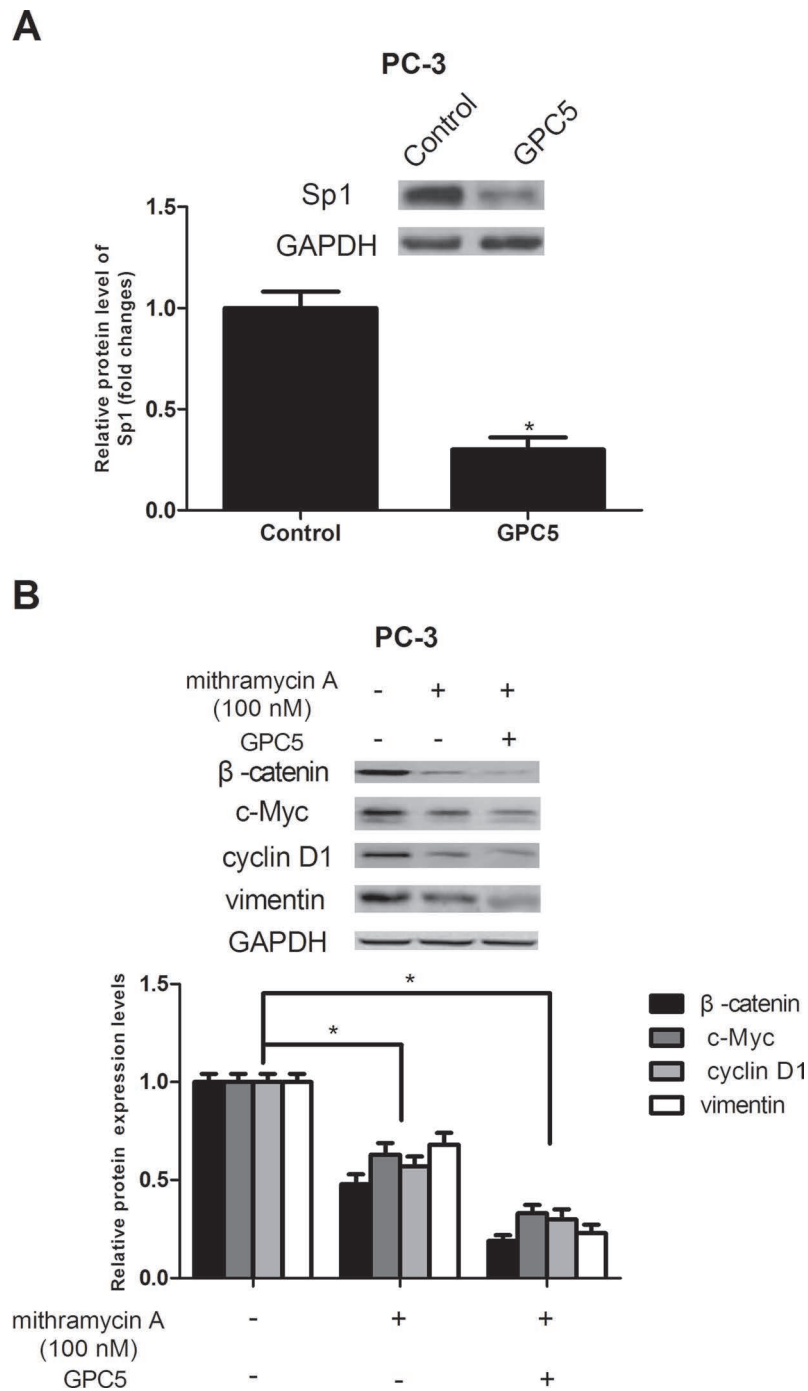 A
PC-3
Control GPC5
Sp1
GAPDH
Relative protein level of
Sp1 (fold changes)
1.5
1.0
0.5
0.0
*
Control GPC5
B
PC-3
mithramycin A - + +
(100 nM)
GPC5 - - +
β -catenin
c-Myc
cyclin D1
vimentin
GAPDH
Relative protein expression levels
1.5
1.0
0.5
0.0
*
*
β -catenin
c-Myc
cyclin D1
vimentin
mithramycin A - + +
(100 nM)
GPC5 - - +